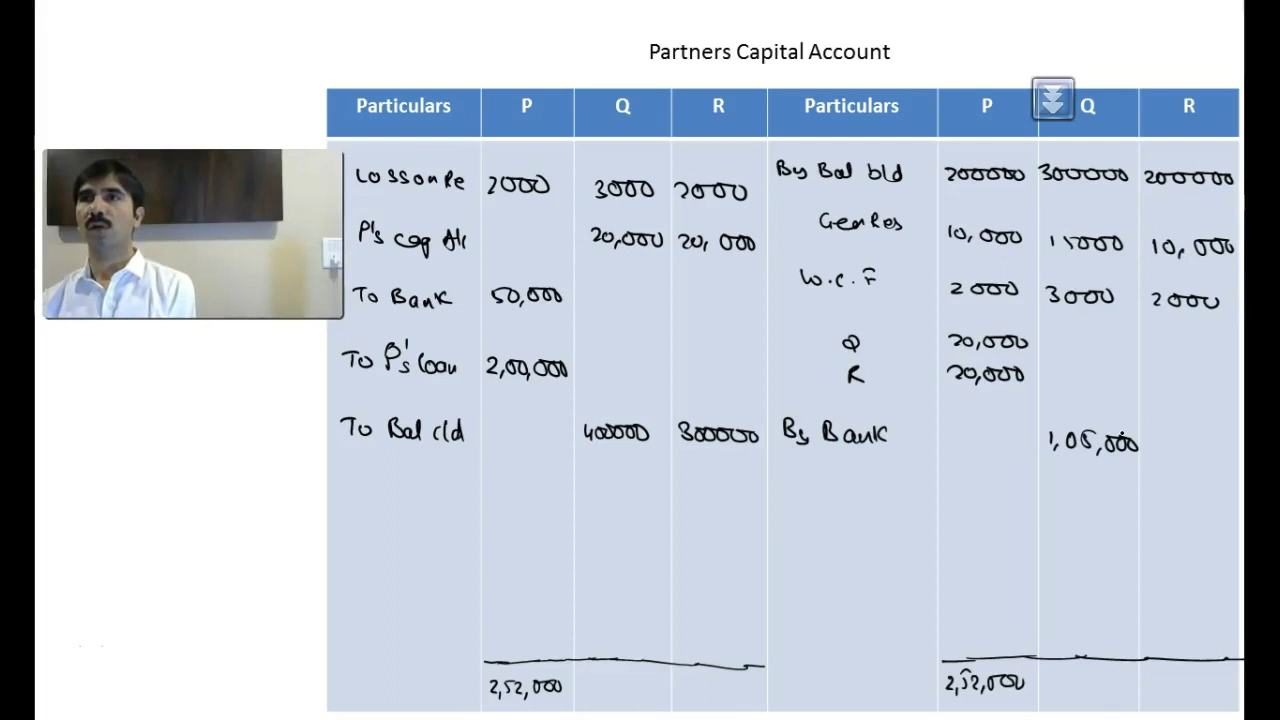 Partners Capital Account
Particulars P Q R Particulars P Q R
Loss on Re 2000 3000 2000 By Bal b/d 200000 300000 200000
P's cap A/c 20,000 20,000 Gen Res 10,000 15000 10,000
W.C.F 2000 3000 2000
To Bank 50,000
Q 20,000
To P's loan 2,00,000
R 20,000
To Bal c/d 400000 300000 By Bank 1,05,000
2,52,000 2,52,000